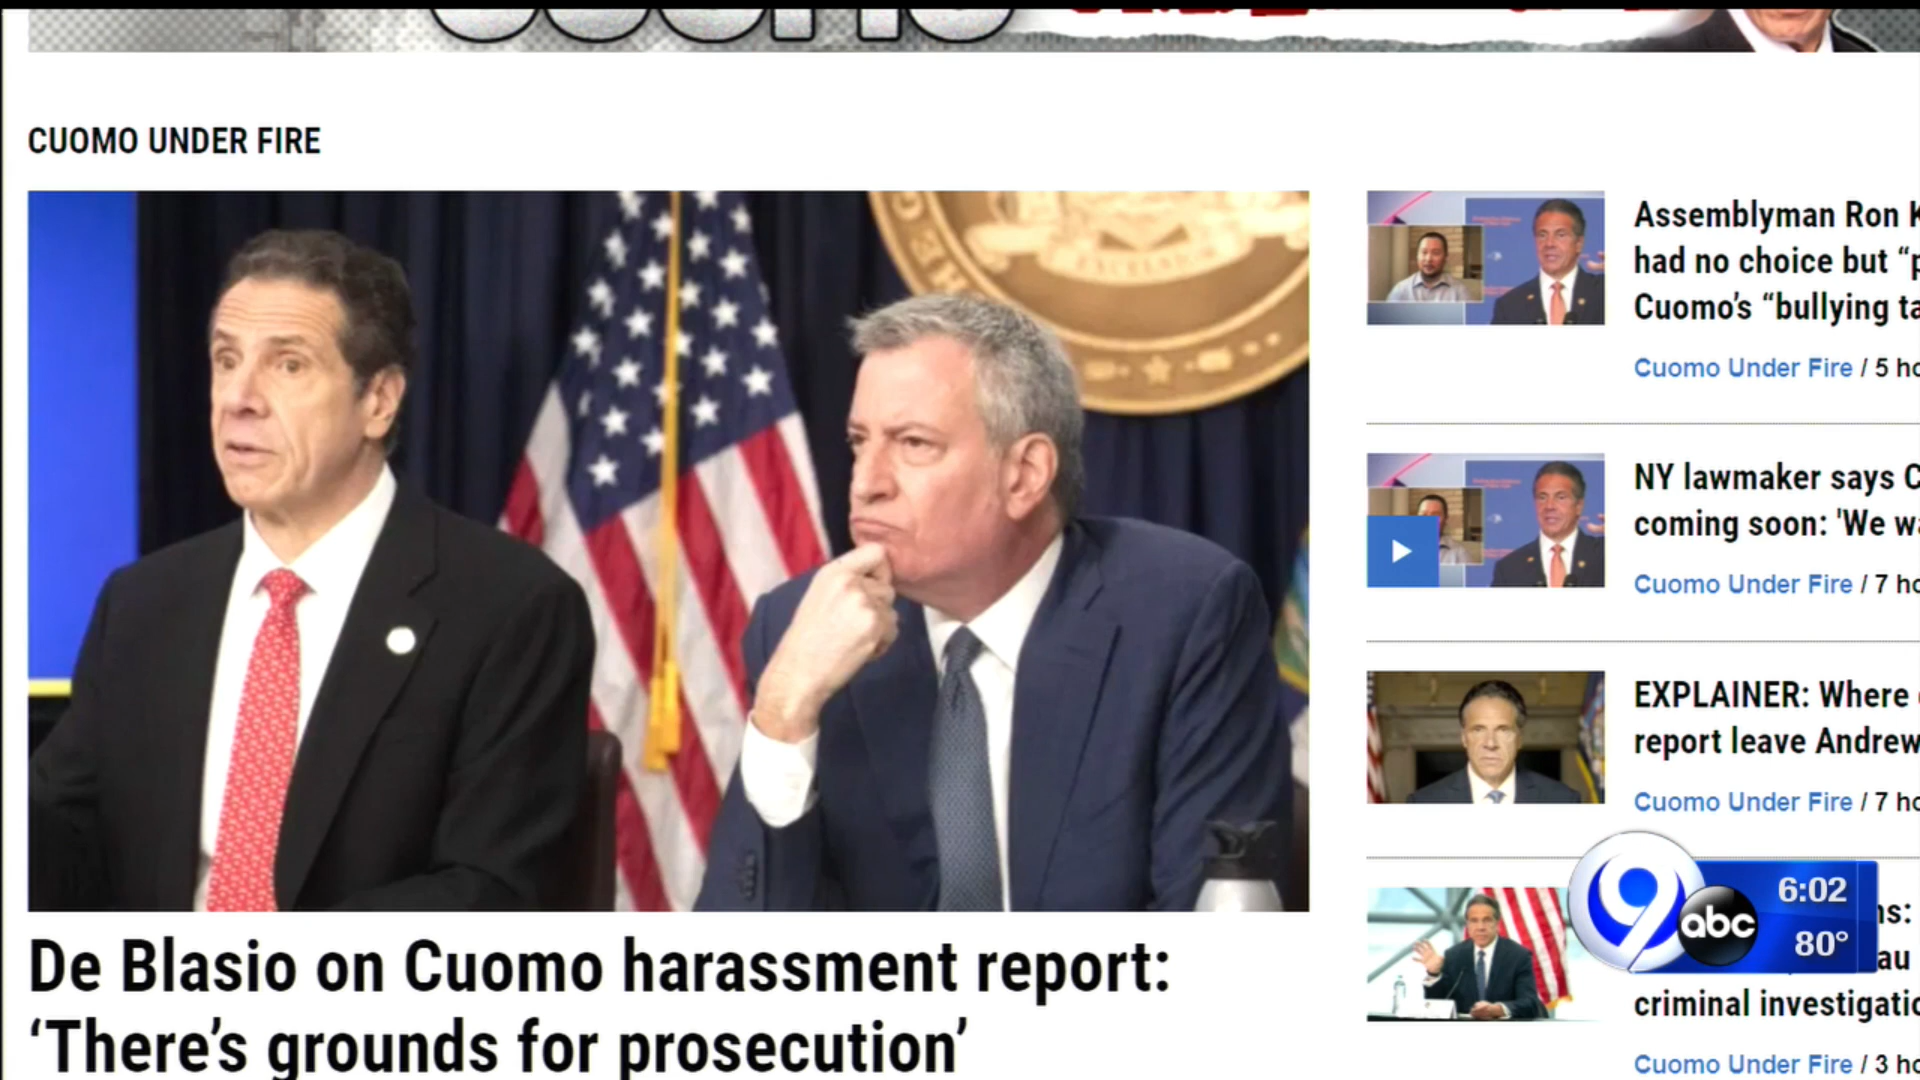 CUOMO UNDER FIRE
EXCELSIOR
De Blasio on Cuomo harassment report:
‘There’s grounds for prosecution’
Assemblyman Ron
had no choice but
Cuomo’s “bullying
Cuomo Under Fire / 5
NY lawmaker says
coming soon: 'We
Cuomo Under Fire / 7
EXPLAINER: Where
report leave Andrew
Cuomo Under Fire / 7
criminal
Cuomo Under Fire / 3
9
abc
6:02
80°